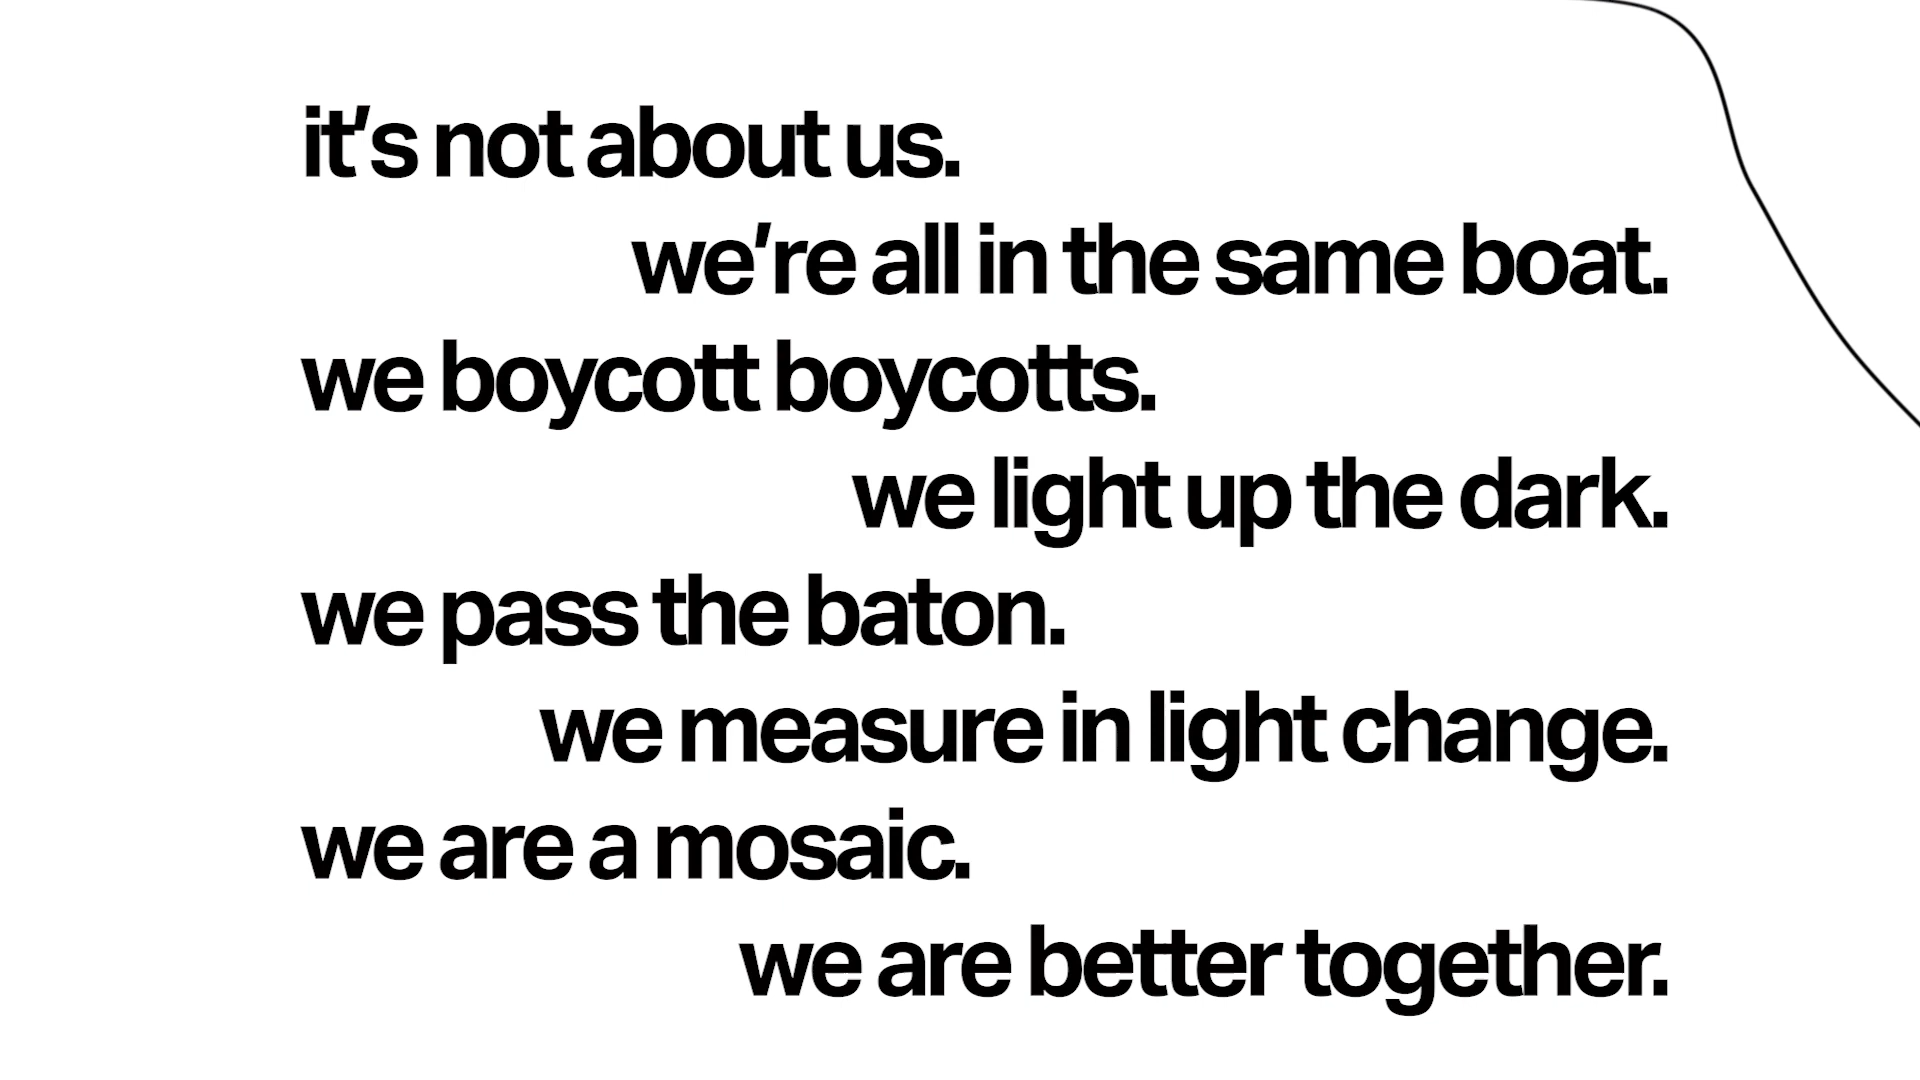 it's not about us.
we're all in the same boat.
we boycott boycotts.
we light up the dark.
we pass the baton.
we measure in light change.
we are a mosaic.
we are better together.